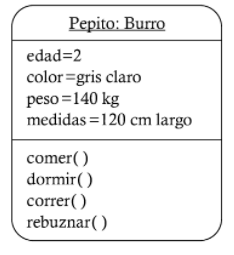 Pepito: Burro
edad=2
color=gris claro
peso=140 kg
medidas=120 cm largo
comer( )
dormir( )
correr( )
rebuznar( )